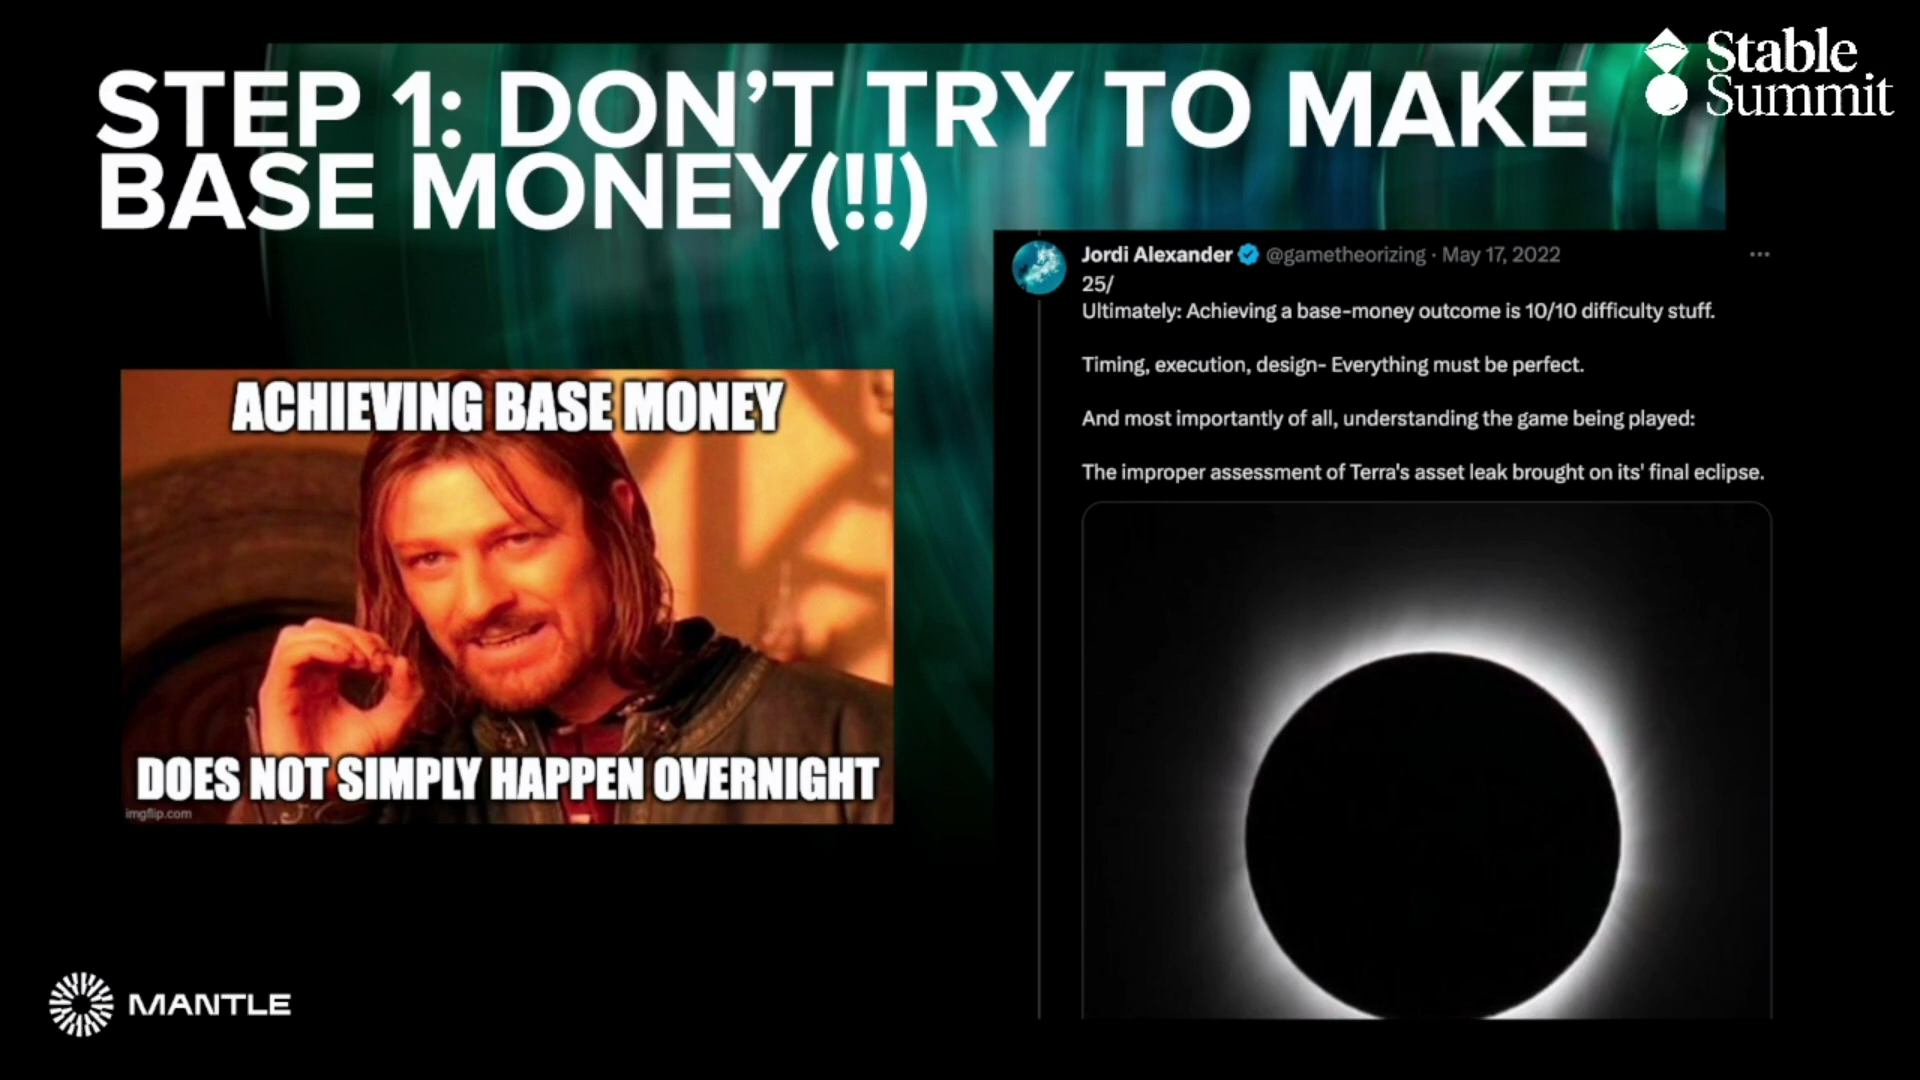 Stable
Summit
STEP 1: DON'T TRY TO MAKE
BASE MONEY(!!)
Jordi Alexander @gametheorizing · May 17, 2022
25/
Ultimately: Achieving a base-money outcome is 10/10 difficulty stuff.
Timing, execution, design- Everything must be perfect.
And most importantly of all, understanding the game being played:
The improper assessment of Terra's asset leak brought on its' final eclipse.
ACHIEVING BASE MONEY
DOES NOT SIMPLY HAPPEN OVERNIGHT
imgflip.com
MANTLE